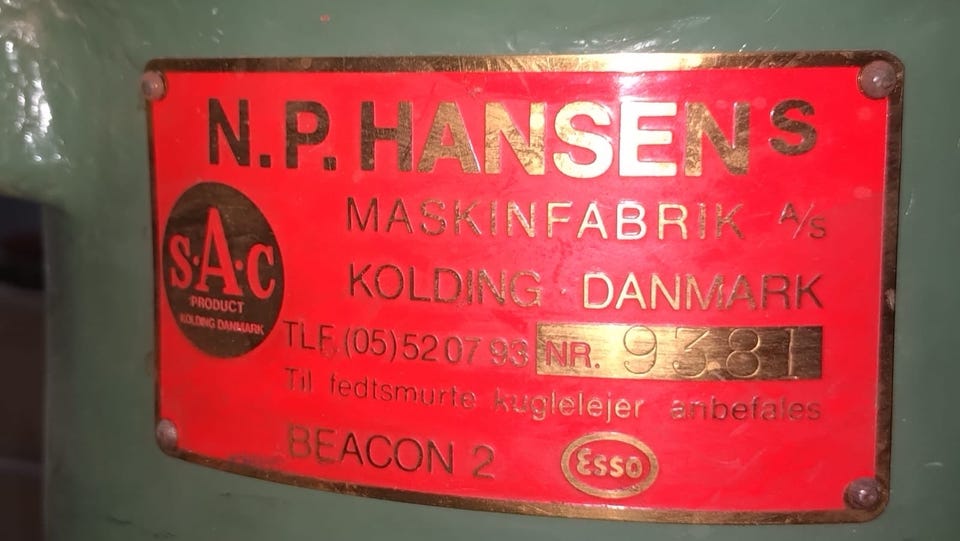 N.P. HANSENS
MASKINFABRIK A/S
KOLDING · DANMARK
S·A·C
PRODUCT
KOLDING DANMARK
TLF. (05) 52 07 93 NR. 9381
Til fedtsmurte kuglelejer anbefales
BEACON 2 Esso